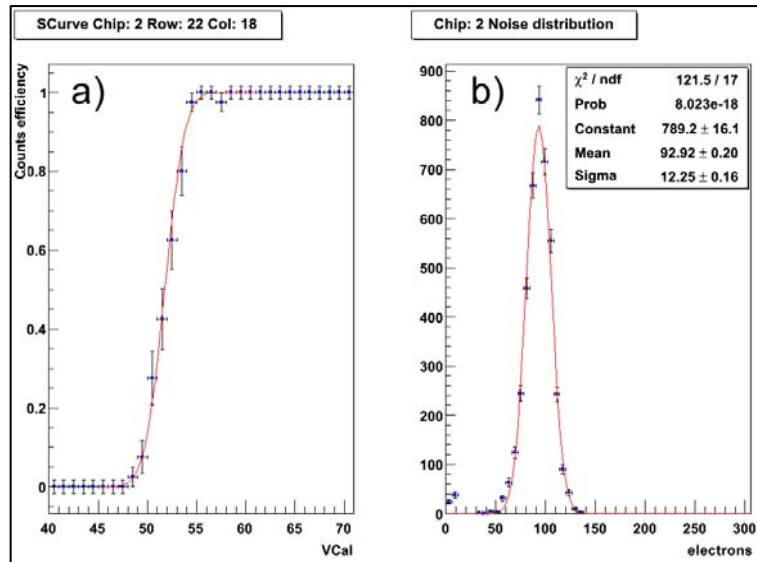 SCurve Chip: 2 Row: 22 Col: 18
Chip: 2 Noise distribution
a)
Counts efficiency
1
0.8
0.6
0.4
0.2
0
40 45 50 55 60 65 70
VCal
b)
χ² / ndf 121.5 / 17
Prob 8.023e-18
Constant 789.2 ± 16.1
Mean 92.92 ± 0.20
Sigma 12.25 ± 0.16
900
800
700
600
500
400
300
200
100
0
0 50 100 150 200 250 300
electrons